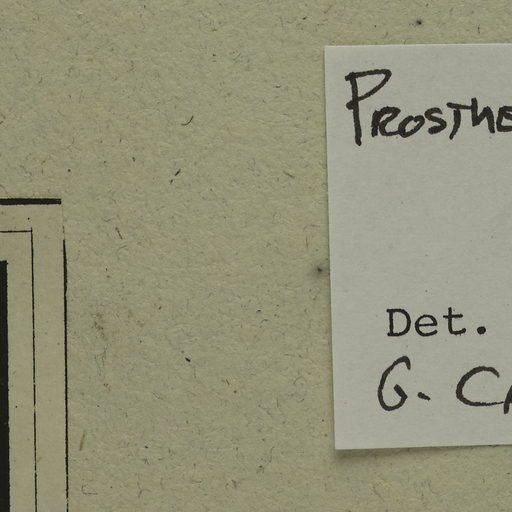 PROSTHE
Det.
G. CA